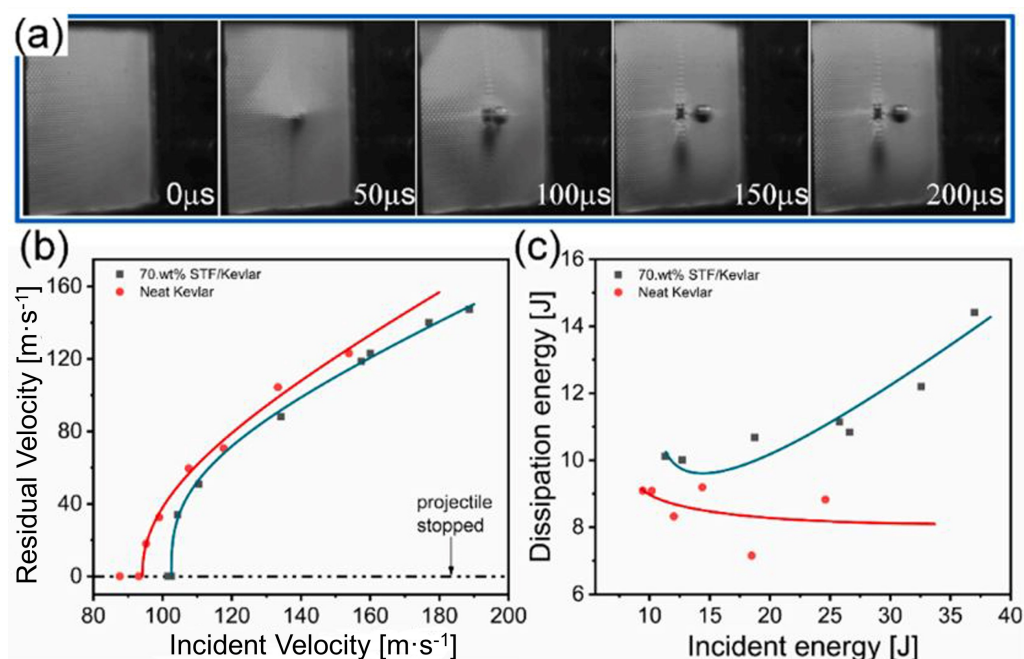 (a)
0μs
50μs
100μs
150μs
200μs
(b)
70.wt% STF/Kevlar
Neat Kevlar
Residual Velocity [m·s⁻¹]
160
120
80
40
0
projectile
stopped
80
100
120
140
160
180
200
Incident Velocity [m·s⁻¹]
(c)
70.wt% STF/Kevlar
Neat Kevlar
Dissipation energy [J]
16
14
12
10
8
6
10
15
20
25
30
35
40
Incident energy [J]